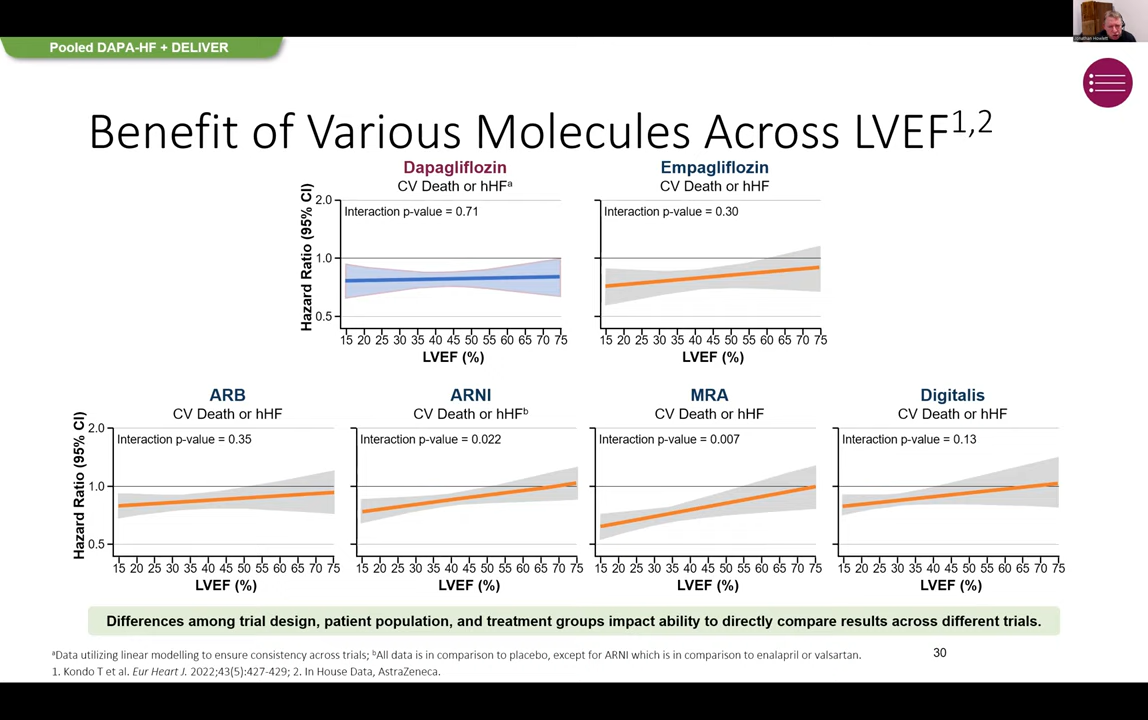 Pooled DAPA-HF + DELIVER
Jonathan Howlett
Benefit of Various Molecules Across LVEF1,2
Dapagliflozin
CV Death or hHFa
Hazard Ratio (95% CI)
Interaction p-value = 0.71
2.0
1.0
0.5
15 20 25 30 35 40 45 50 55 60 65 70 75
LVEF (%)
Empagliflozin
CV Death or hHF
Interaction p-value = 0.30
15 20 25 30 35 40 45 50 55 60 65 70 75
LVEF (%)
ARB
CV Death or hHF
Hazard Ratio (95% CI)
Interaction p-value = 0.35
2.0
1.0
0.5
15 20 25 30 35 40 45 50 55 60 65 70 75
LVEF (%)
ARNI
CV Death or hHFb
Interaction p-value = 0.022
15 20 25 30 35 40 45 50 55 60 65 70 75
LVEF (%)
MRA
CV Death or hHF
Interaction p-value = 0.007
15 20 25 30 35 40 45 50 55 60 65 70 75
LVEF (%)
Digitalis
CV Death or hHF
Interaction p-value = 0.13
15 20 25 30 35 40 45 50 55 60 65 70 75
LVEF (%)
Differences among trial design, patient population, and treatment groups impact ability to directly compare results across different trials.
aData utilizing linear modelling to ensure consistency across trials; bAll data is in comparison to placebo, except for ARNI which is in comparison to enalapril or valsartan.
1. Kondo T et al. Eur Heart J. 2022;43(5):427-429; 2. In House Data, AstraZeneca.
30